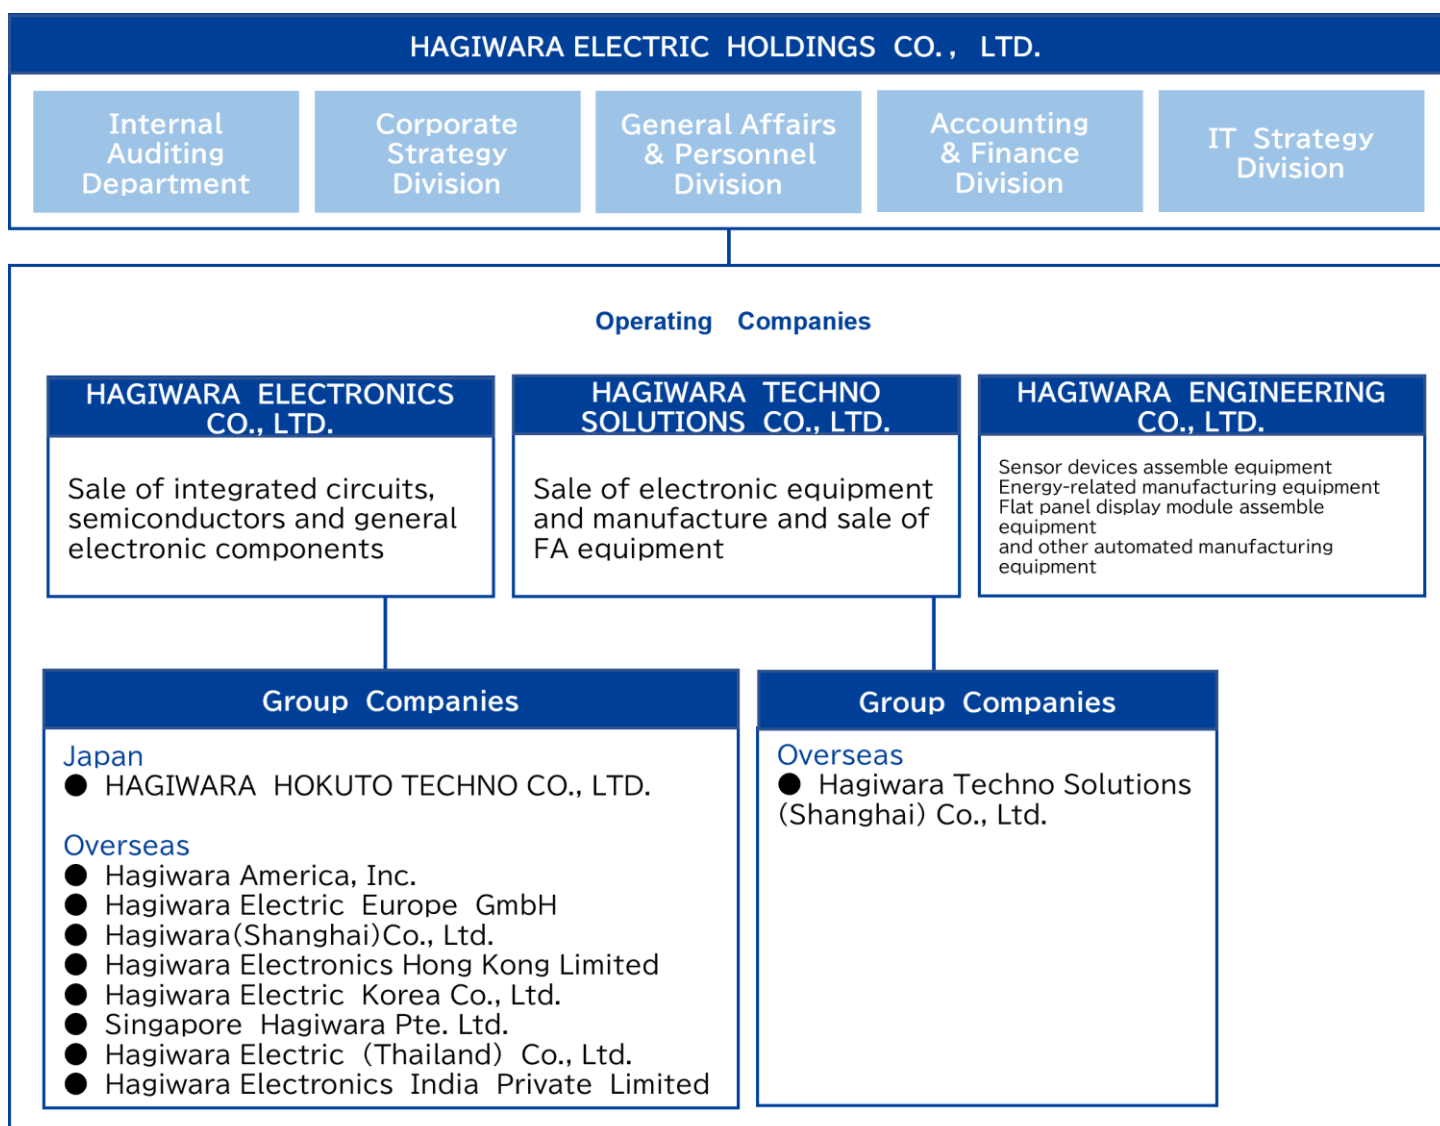 HAGIWARA ELECTRIC HOLDINGS CO., LTD.
Internal
Auditing
Department
Corporate
Strategy
Division
General Affairs
& Personnel
Division
Accounting
& Finance
Division
IT Strategy
Division
Operating Companies
HAGIWARA ELECTRONICS
CO., LTD.
Sale of integrated circuits,
semiconductors and general
electronic components
HAGIWARA TECHNO
SOLUTIONS CO., LTD.
Sale of electronic equipment
and manufacture and sale of
FA equipment
HAGIWARA ENGINEERING
CO., LTD.
Sensor devices assemble equipment
Energy-related manufacturing equipment
Flat panel display module assemble
equipment
and other automated manufacturing
equipment
Group Companies
Japan
● HAGIWARA HOKUTO TECHNO CO., LTD.
Overseas
● Hagiwara America, Inc.
● Hagiwara Electric Europe GmbH
● Hagiwara(Shanghai)Co., Ltd.
● Hagiwara Electronics Hong Kong Limited
● Hagiwara Electric Korea Co., Ltd.
● Singapore Hagiwara Pte. Ltd.
● Hagiwara Electric (Thailand) Co., Ltd.
● Hagiwara Electronics India Private Limited
Group Companies
Overseas
● Hagiwara Techno Solutions
(Shanghai) Co., Ltd.